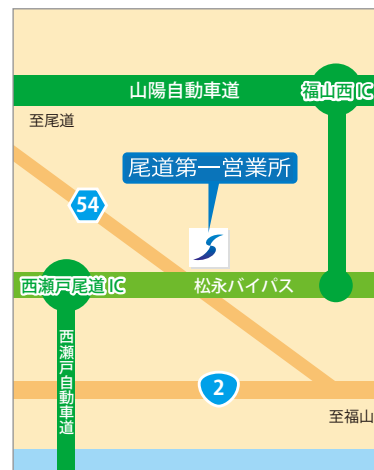 山陽自動車道
福山西IC
至尾道
尾道第一営業所
54
西瀬戸尾道IC
松永バイパス
西瀬戸自動車道
2
至福山